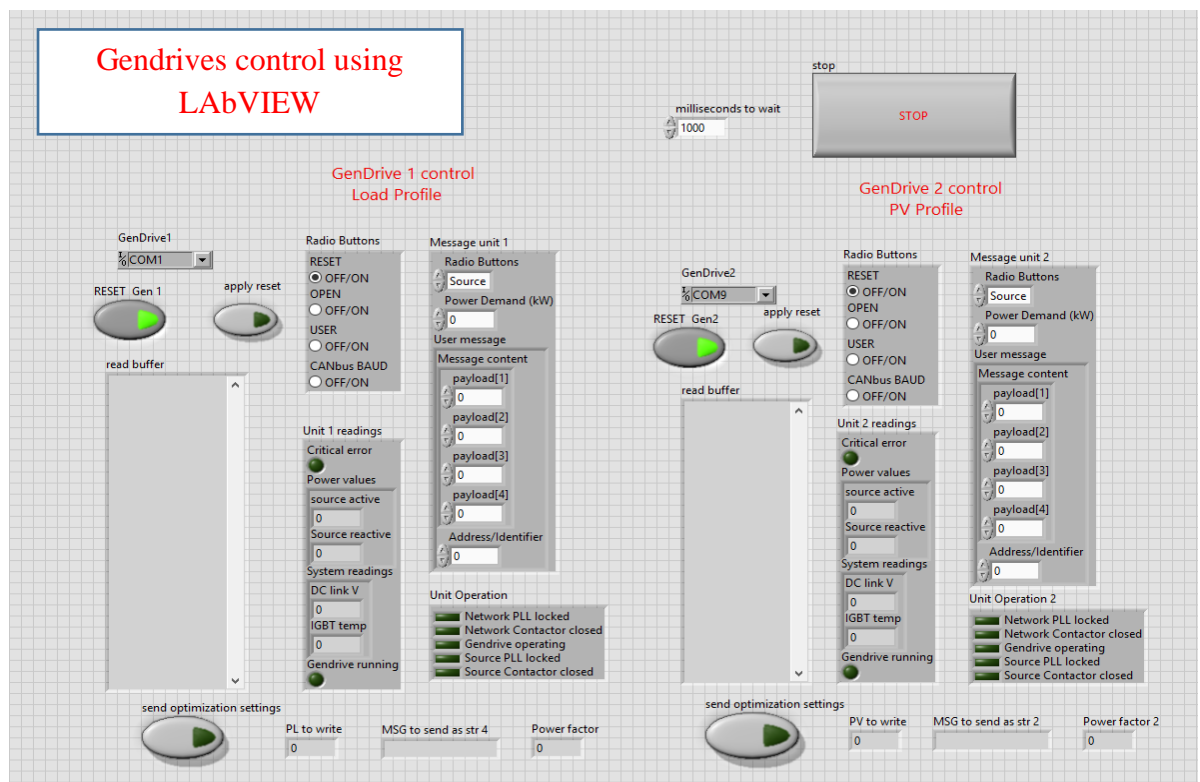 Gendrives control using
LAbVIEW
stop
STOP
milliseconds to wait
1000
GenDrive 1 control
Load Profile
GenDrive1
COM1
RESET Gen 1
apply reset
read buffer
Radio Buttons
RESET
OFF/ON
OPEN
OFF/ON
USER
OFF/ON
CANbus BAUD
OFF/ON
Unit 1 readings
Critical error
Power values
source active
0
Source reactive
0
System readings
DC link V
0
IGBT temp
0
Gendrive running
Message unit 1
Radio Buttons
Source
Power Demand (kW)
0
User message
Message content
payload[1]
0
payload[2]
0
payload[3]
0
payload[4]
0
Address/Identifier
0
Unit Operation
Network PLL locked
Network Contactor closed
Gendrive operating
Source PLL locked
Source Contactor closed
send optimization settings
PL to write
0
MSG to send as str 4
Power factor
0
GenDrive 2 control
PV Profile
GenDrive2
COM9
RESET Gen2
apply reset
read buffer
Radio Buttons
RESET
OFF/ON
OPEN
OFF/ON
USER
OFF/ON
CANbus BAUD
OFF/ON
Unit 2 readings
Critical error
Power values
source active
0
Source reactive
0
System readings
DC link V
0
IGBT temp
0
Gendrive running
Message unit 2
Radio Buttons
Source
Power Demand (kW)
0
User message
Message content
payload[1]
0
payload[2]
0
payload[3]
0
payload[4]
0
Address/Identifier
0
Unit Operation 2
Network PLL locked
Network Contactor closed
Gendrive operating
Source PLL locked
Source Contactor closed
send optimization settings
PV to write
0
MSG to send as str 2
Power factor 2
0